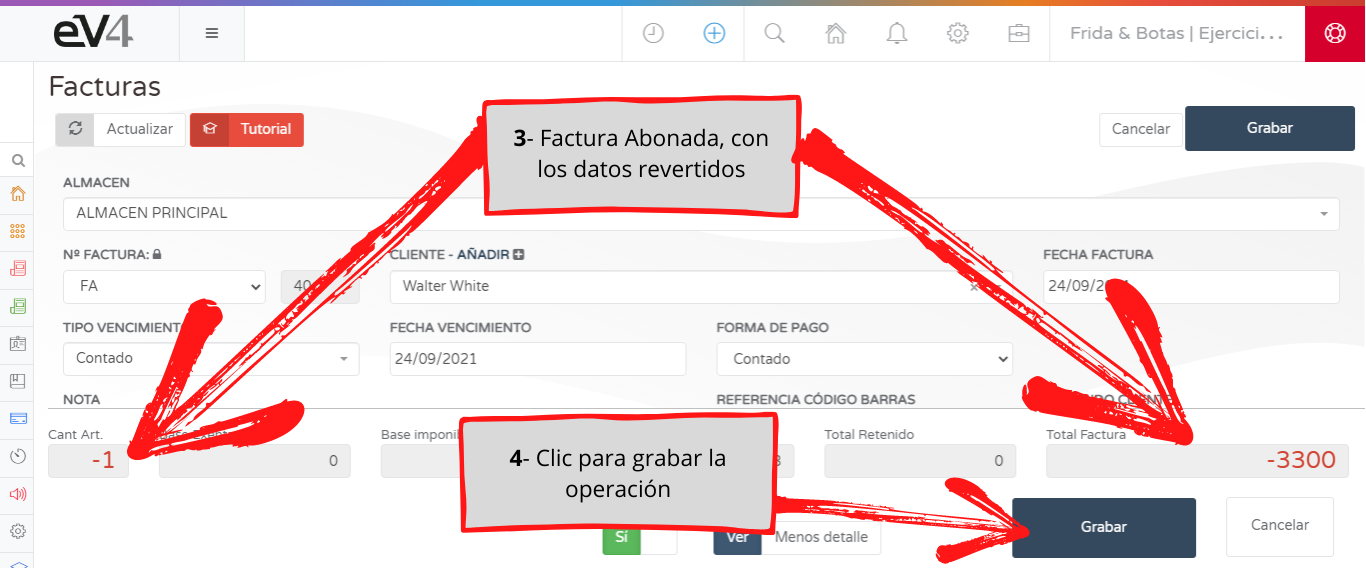 eV4
Frida & Botas | Ejercici...
Facturas
Actualizar
Tutorial
3- Factura Abonada, con
los datos revertidos
Cancelar
Grabar
ALMACEN
ALMACEN PRINCIPAL
Nº FACTURA:
CLIENTE - AÑADIR
FECHA FACTURA
FA
40
Walter White
24/09/2
FECHA VENCIMIENTO
FORMA DE PAGO
TIPO VENCIMIENT
Contado
24/09/2021
Contado
NOTA
REFERENCIA CÓDIGO BARRAS
Cant Art.
Base imponi
Total Retenido
Total Factura
-1
0
0
-3300
4- Clic para grabar la
operación
Si
Ver
Menos detalle
Grabar
Cancelar